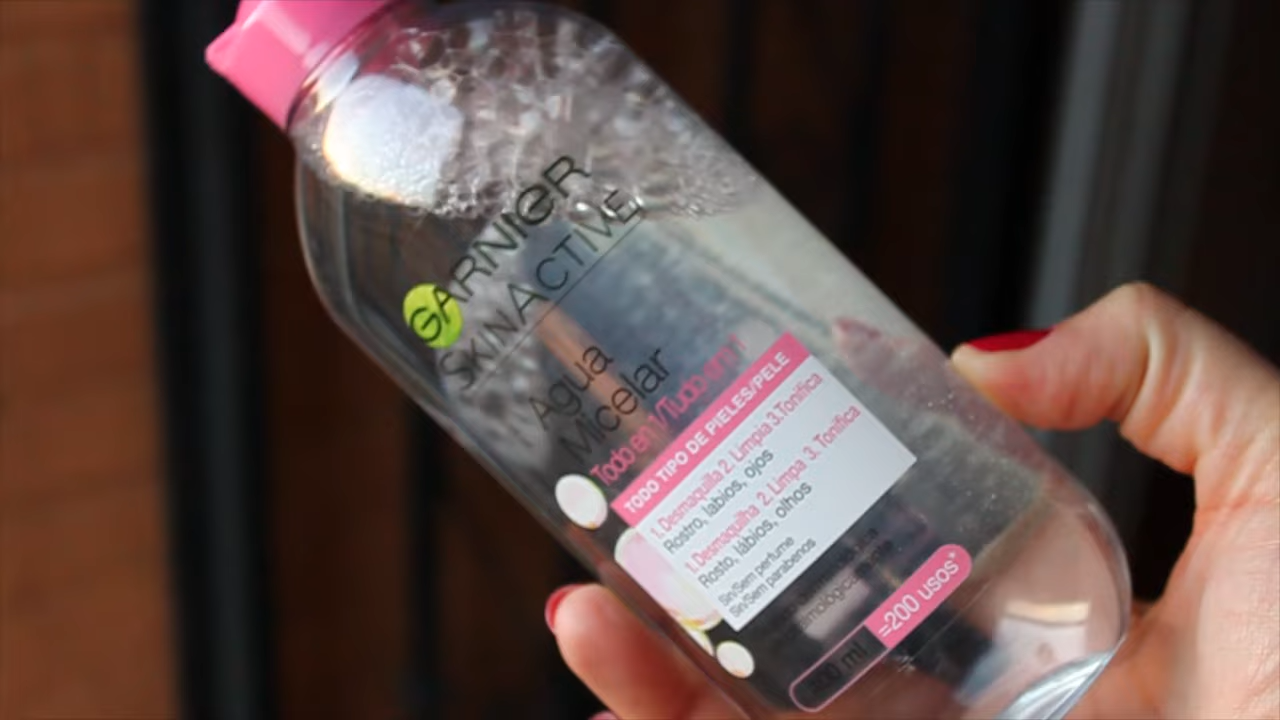 GARNIER
SKINACTIVE
Agua
Micelar
Todo en 1/Tudo em 1
TODO TIPO DE PIELES/PELE
1. Desmaquilla 2. Limpia 3.Tonifica
Rostro, labios, ojos
1. Desmaquilha 2. Limpa 3. Tonifica
Rosto, lábios, olhos
Sin/Sem perfume
Sin/Sem parabenos
ml =200 usos*